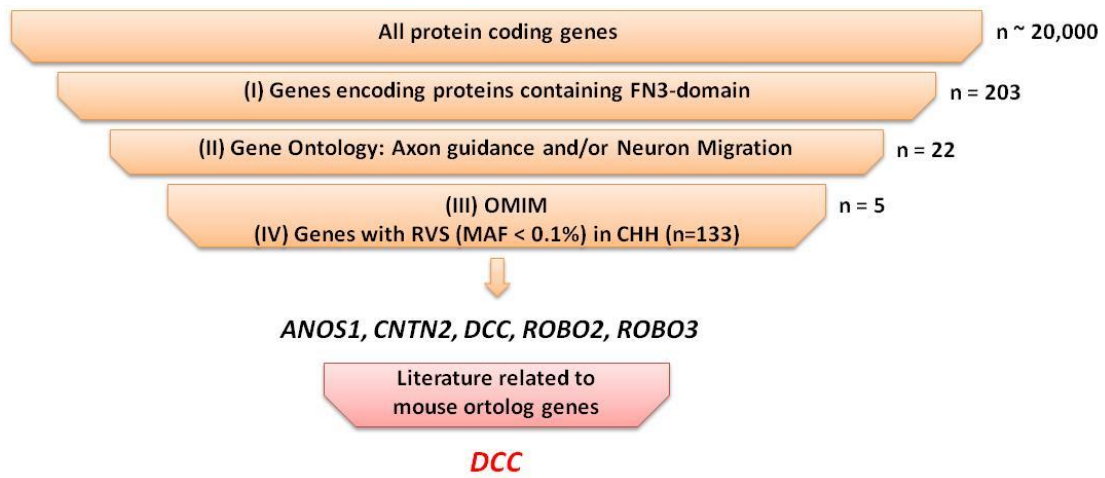 All protein coding genes
n ~ 20,000
(I) Genes encoding proteins containing FN3-domain
n = 203
(II) Gene Ontology: Axon guidance and/or Neuron Migration
n = 22
(III) OMIM
n = 5
(IV) Genes with RVS (MAF < 0.1%) in CHH (n=133)
ANOS1, CNTN2, DCC, ROBO2, ROBO3
Literature related to
mouse ortolog genes
DCC